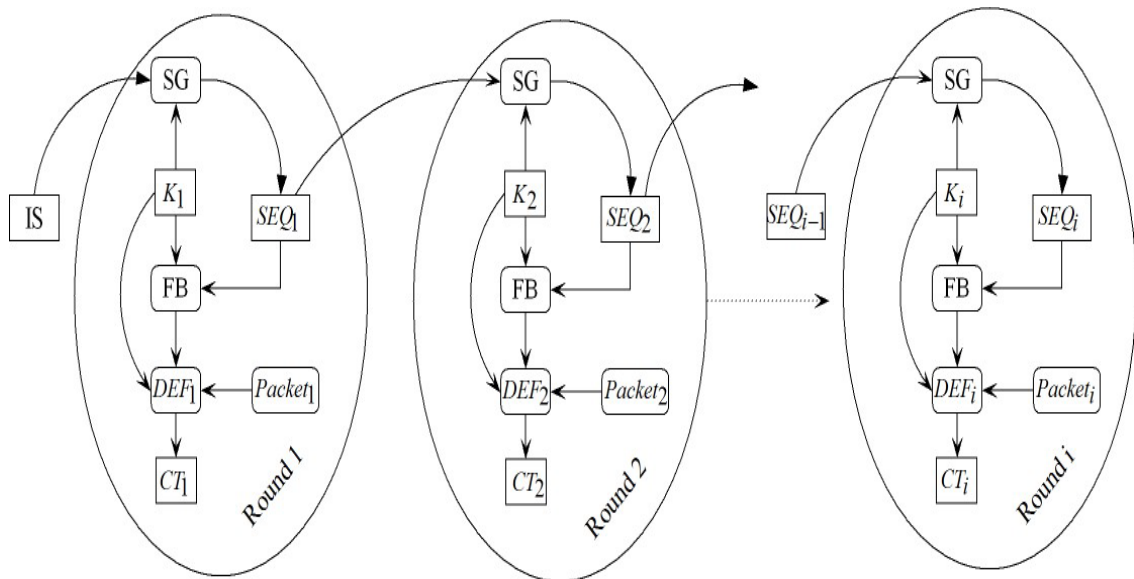 IS
SG
K1
SEQ1
FB
DEF1
Packet1
CT1
Round 1
SG
K2
SEQ2
FB
DEF2
Packet2
CT2
Round 2
SEQi−1
SG
Ki
SEQi
FB
DEFi
Packeti
CTi
Round i